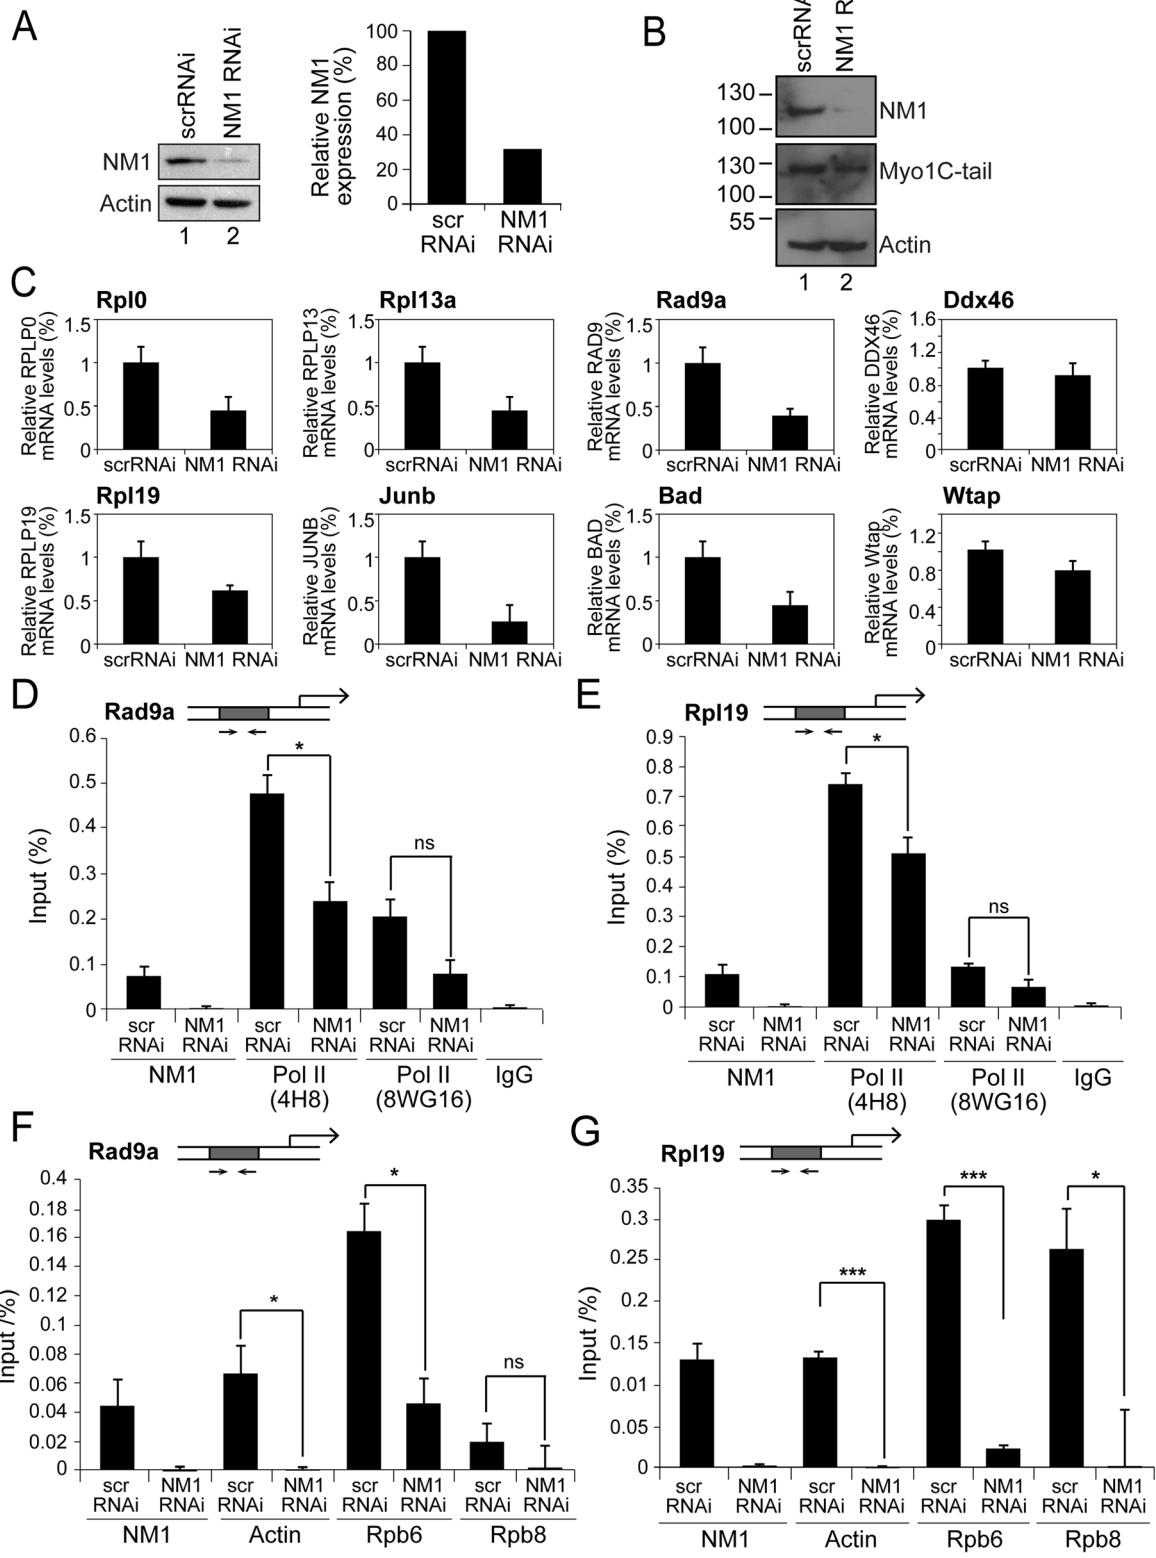 A
scrRNAi
NM1 RNAi
NM1
Actin
1 2
Relative NM1
expression (%)
100
80
60
40
20
0
scr
RNAi
NM1
RNAi
B
scrRNA
NM1 R
130
100
NM1
130
100
Myo1C-tail
55
Actin
1 2
C
Rpl0
Relative RPLP0
mRNA levels (%)
1.5
1
0.5
0
scrRNAi NM1 RNAi
Rpl13a
Relative RPLP13
mRNA levels (%)
1.5
1
0.5
0
scrRNAi NM1 RNAi
Rad9a
Relative RAD9
mRNA levels (%)
1.5
1
0.5
0
scrRNAi NM1 RNAi
Ddx46
Relative DDX46
mRNA levels (%)
1.6
1.2
0.8
0.4
0
scrRNAi NM1 RNAi
Rpl19
Relative RPLP19
mRNA levels (%)
1.5
1
0.5
0
scrRNAi NM1 RNAi
Junb
Relative JUNB
mRNA levels (%)
1.5
1
0.5
0
scrRNAi NM1 RNAi
Bad
Relative BAD
mRNA levels (%)
1.5
1
0.5
0
scrRNAi NM1 RNAi
Wtap
Relative Wtap
mRNA levels (%)
1.2
0.8
0.4
0
scrRNAi NM1 RNAi
D
Rad9a
Input (%)
0.6
0.5
0.4
0.3
0.2
0.1
0
*
ns
scr NM1 scr NM1 scr NM1
RNAi RNAi RNAi RNAi RNAi RNAi
NM1 Pol II Pol II IgG
(4H8) (8WG16)
E
Rpl19
Input (%)
0.9
0.8
0.7
0.6
0.5
0.4
0.3
0.2
0.1
0
*
ns
scr NM1 scr NM1 scr NM1
RNAi RNAi RNAi RNAi RNAi RNAi
NM1 Pol II Pol II IgG
(4H8) (8WG16)
F
Rad9a
Input /%)
0.4
0.18
0.16
0.14
0.12
0.1
0.08
0.06
0.04
0.02
0
*
*
ns
scr NM1 scr NM1 scr NM1 scr NM1
RNAi RNAi RNAi RNAi RNAi RNAi RNAi RNAi
NM1 Actin Rpb6 Rpb8
G
Rpl19
Input /%)
0.35
0.3
0.25
0.2
0.15
0.01
0.05
0
***
***
*
scr NM1 scr NM1 scr NM1 scr NM1
RNAi RNAi RNAi RNAi RNAi RNAi RNAi RNAi
NM1 Actin Rpb6 Rpb8